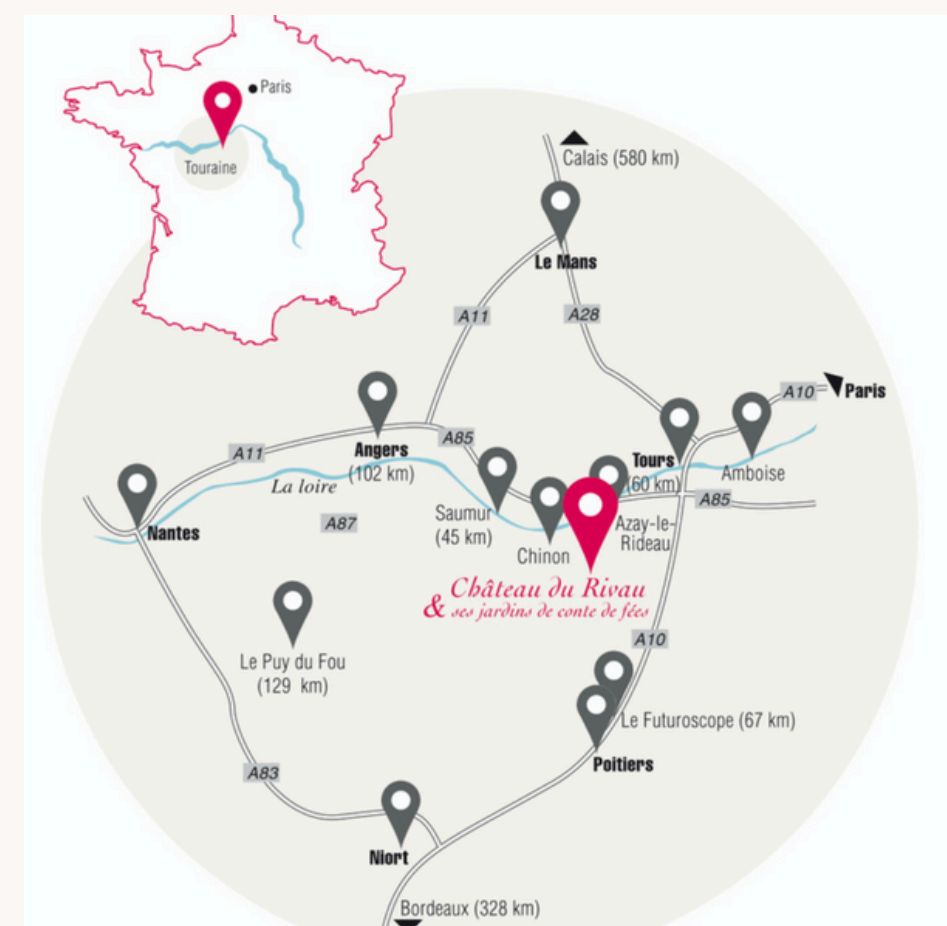 Paris
Touraine
Calais (580 km)
Le Mans
A11
A28
A10
Paris
Angers
(102 km)
A85
A11
La loire
Tours
(60 km)
Amboise
A85
Saumur
(45 km)
A87
Nantes
Chinon
Azay-le-
Rideau
Château du Rivau
& ses jardins de conte de fées
A10
Le Puy du Fou
(129 km)
Le Futuroscope (67 km)
Poitiers
A83
Niort
Bordeaux (328 km)